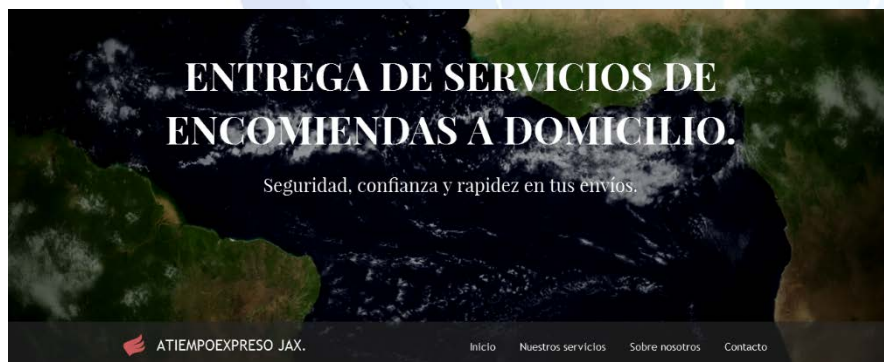 ENTREGA DE SERVICIOS DE
ENCOMIENDAS A DOMICILIO.
Seguridad, confianza y rapidez en tus envíos.
ATIEMPOEXPRESO JAX.
Inicio Nuestros servicios Sobre nosotros Contacto